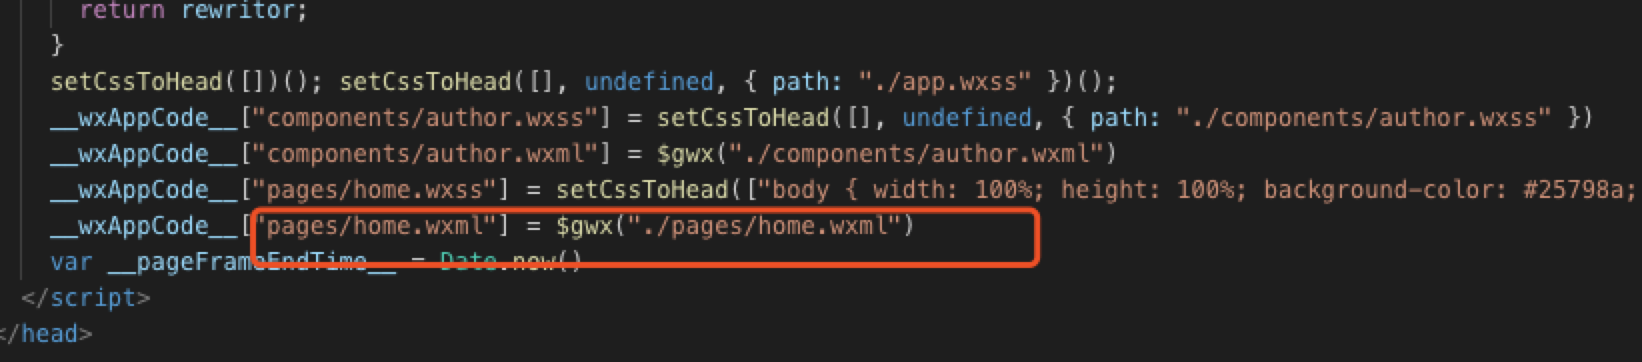 return rewritor;
}
setCssToHead([])(); setCssToHead([], undefined, { path: "./app.wxss" })();
__wxAppCode__["components/author.wxss"] = setCssToHead([], undefined, { path: "./components/author.wxss" })
__wxAppCode__["components/author.wxml"] = $gwx("./components/author.wxml")
__wxAppCode__["pages/home.wxss"] = setCssToHead(["body { width: 100%; height: 100%; background-color: #25798a;
__wxAppCode__["pages/home.wxml"] = $gwx("./pages/home.wxml")
var __pageFrameEndTime__ = Date.now()
</script>
</head>